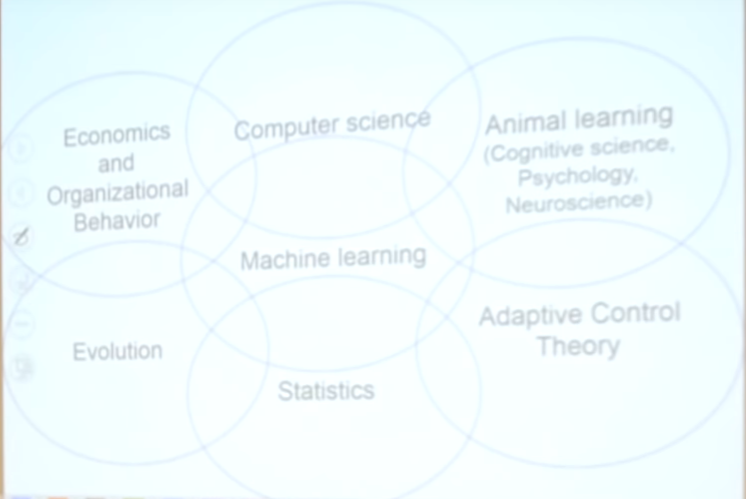 Computer science
Economics
and
Organizational
Behavior
Animal learning
(Cognitive science,
Psychology,
Neuroscience)
Machine learning
Evolution
Adaptive Control
Theory
Statistics